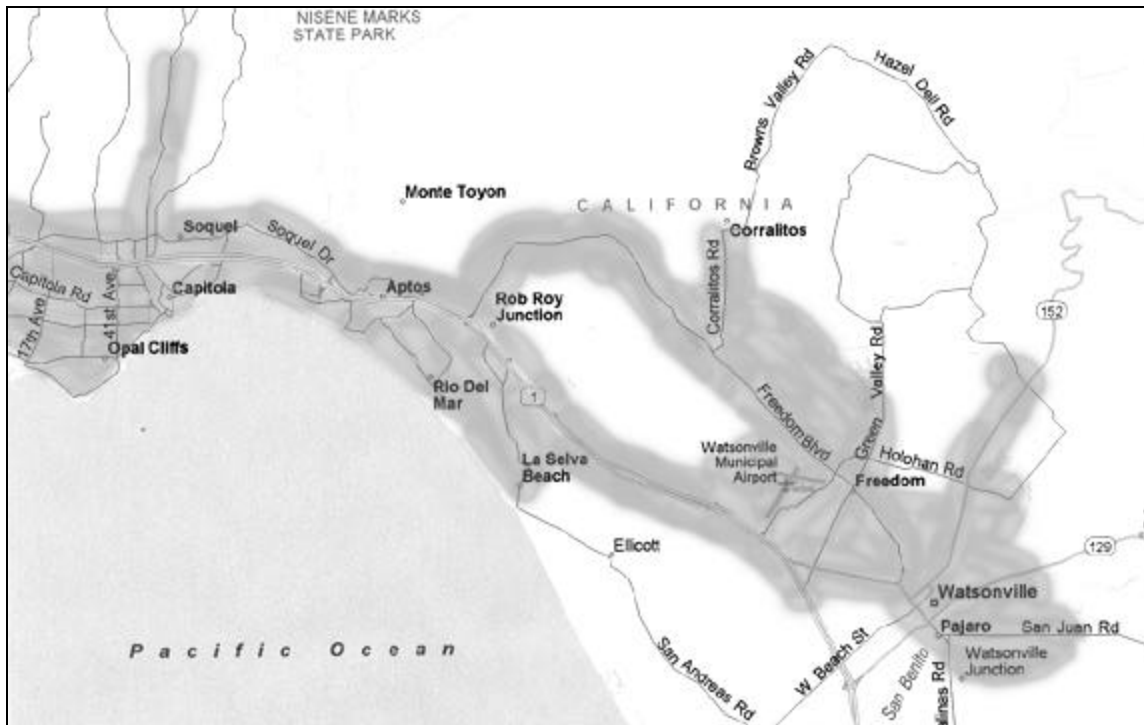 NISENE MARKS
STATE PARK
Hazel Dell Rd
Browns Valley Rd
Monte Toyon
CALIFORNIA
Corralitos
Soquel
Soquel Dr
Corralitos Rd
Capitola Rd
41st Ave
17th Ave
Capitola
Aptos
Rob Roy
Junction
152
Opal Cliffs
Green Valley Rd
Rio Del
Mar
1
Freedom Blvd
Watsonville
Municipal
Airport
Holohan Rd
La Selva
Beach
Freedom
Ellicott
129
Watsonville
Pacific Ocean
Pajaro
San Juan Rd
W Beach St
San Andreas Rd
San Benito
Watsonville
Junction
alinas Rd